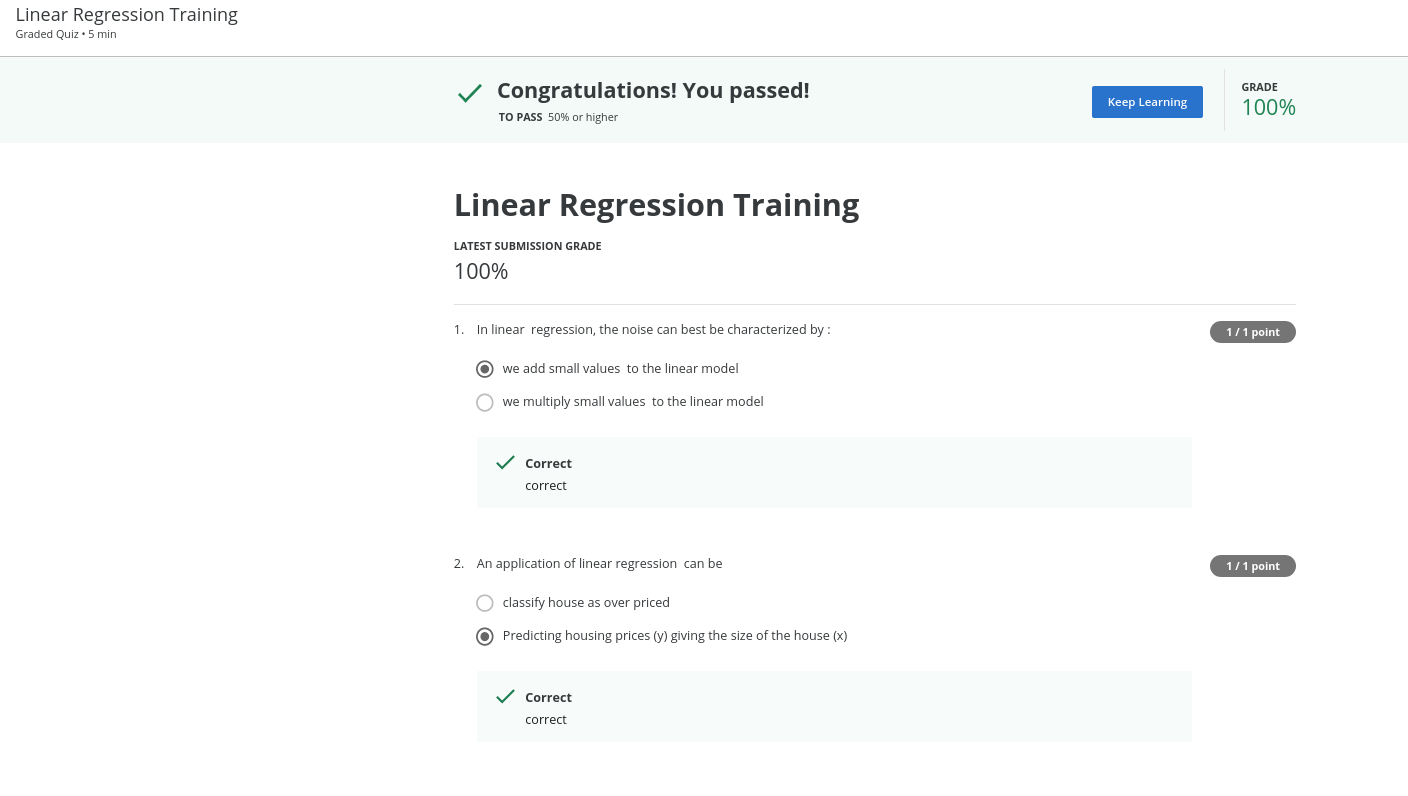 Linear Regression Training
Graded Quiz • 5 min
Congratulations! You passed!
TO PASS 50% or higher
Keep Learning
GRADE
100%
Linear Regression Training
LATEST SUBMISSION GRADE
100%
1. In linear  regression, the noise can best be characterized by :
1 / 1 point
we add small values  to the linear model
we multiply small values  to the linear model
Correct
correct
2. An application of linear regression  can be
1 / 1 point
classify house as over priced
Predicting housing prices (y) giving the size of the house (x)
Correct
correct